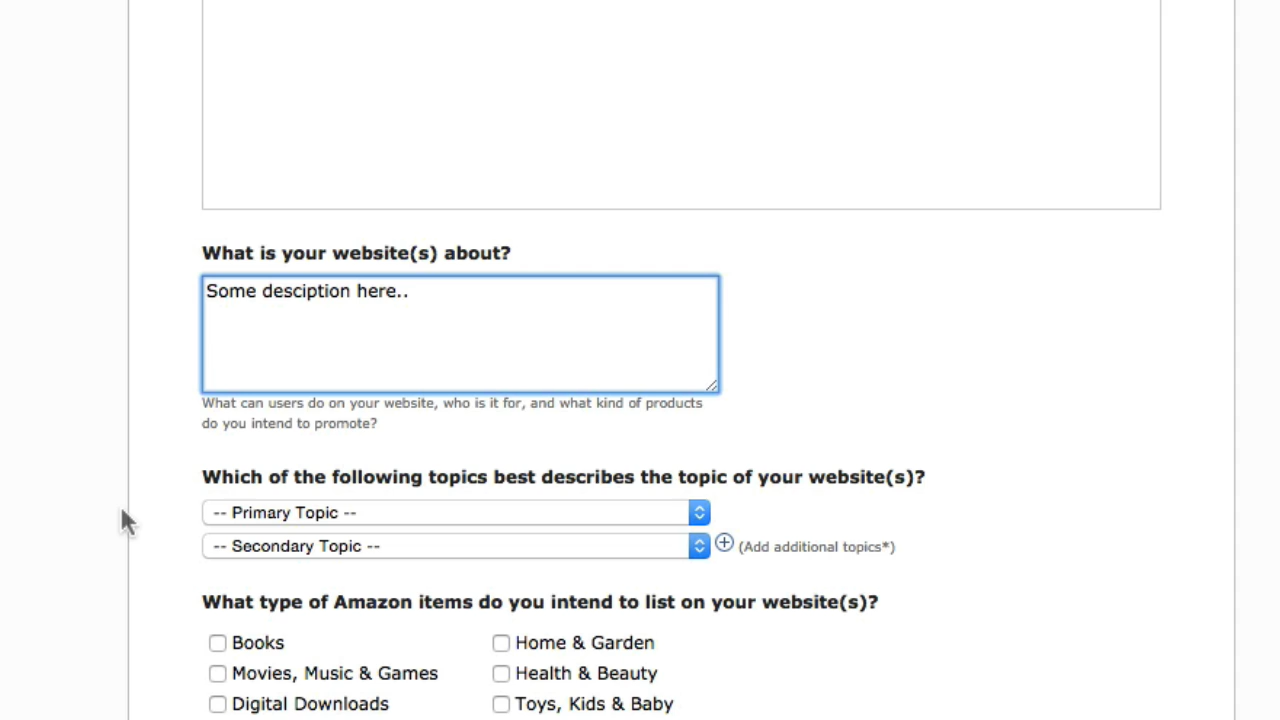 What is your website(s) about?
Some desciption here..
What can users do on your website, who is it for, and what kind of products
do you intend to promote?
Which of the following topics best describes the topic of your website(s)?
-- Primary Topic --
-- Secondary Topic --
(Add additional topics*)
What type of Amazon items do you intend to list on your website(s)?
Books
Home & Garden
Movies, Music & Games
Health & Beauty
Digital Downloads
Toys, Kids & Baby